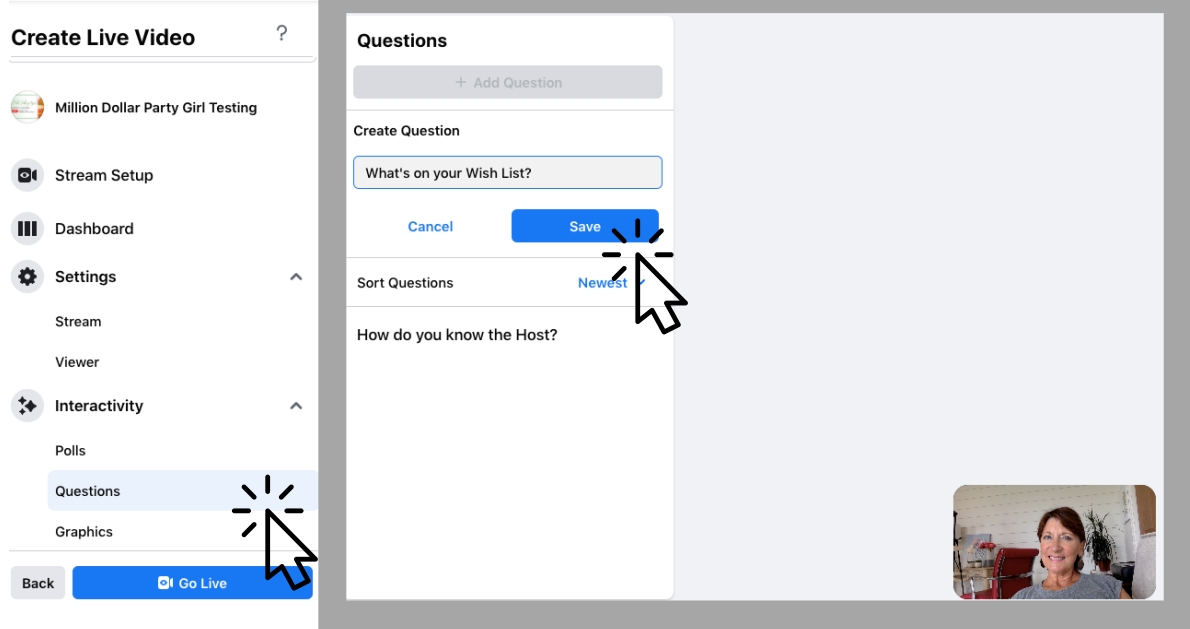 Create Live Video
?
Million Dollar Party Girl Testing
Stream Setup
Dashboard
Settings
Stream
Viewer
Interactivity
Polls
Questions
Graphics
Back
Go Live
Questions
+ Add Question
Create Question
What's on your Wish List?
Cancel
Save
Sort Questions
Newest
How do you know the Host?